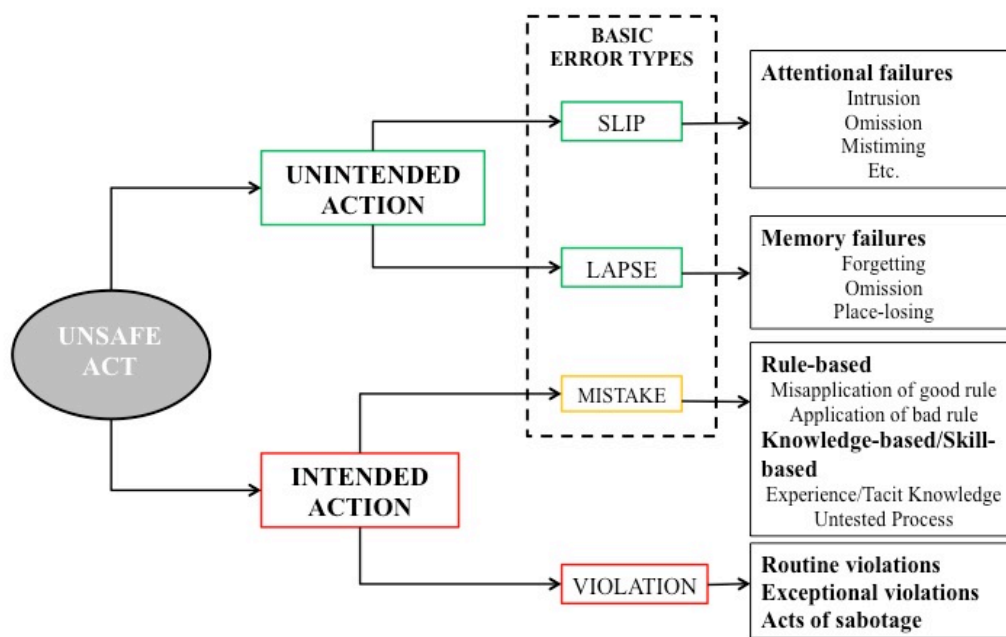 BASIC
ERROR TYPES
UNSAFE
ACT
UNINTENDED
ACTION
SLIP
Attentional failures
Intrusion
Omission
Mistiming
Etc.
LAPSE
Memory failures
Forgetting
Omission
Place-losing
INTENDED
ACTION
MISTAKE
Rule-based
Misapplication of good rule
Application of bad rule
Knowledge-based/Skill-
based
Experience/Tacit Knowledge
Untested Process
VIOLATION
Routine violations
Exceptional violations
Acts of sabotage